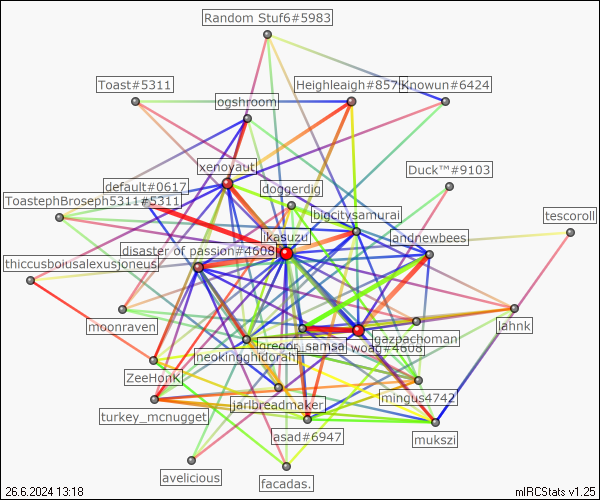 Random Stuf6#5983
Toast#5311
Heighleigh#857
Knowun#6424
ogshroom
xenoyaut
Duck™#9103
default#0617
doggerdig
ToastephBroseph5311#5311
bigcitysamurai
tescoroll
ikasuzu
andnewbees
disaster of passion#4608
thiccusboiusalexusjoneus
moonraven
lahnk
gregor_samsa
woag#4608
gazpachoman
neokingghidorah
ZeeHonk
mingus4742
jarlbreadmaker
turkey_mcnugget
asad#6947
mukszi
avelicious
facadas.
26.6.2024 13:18
mIRCStats v1.25